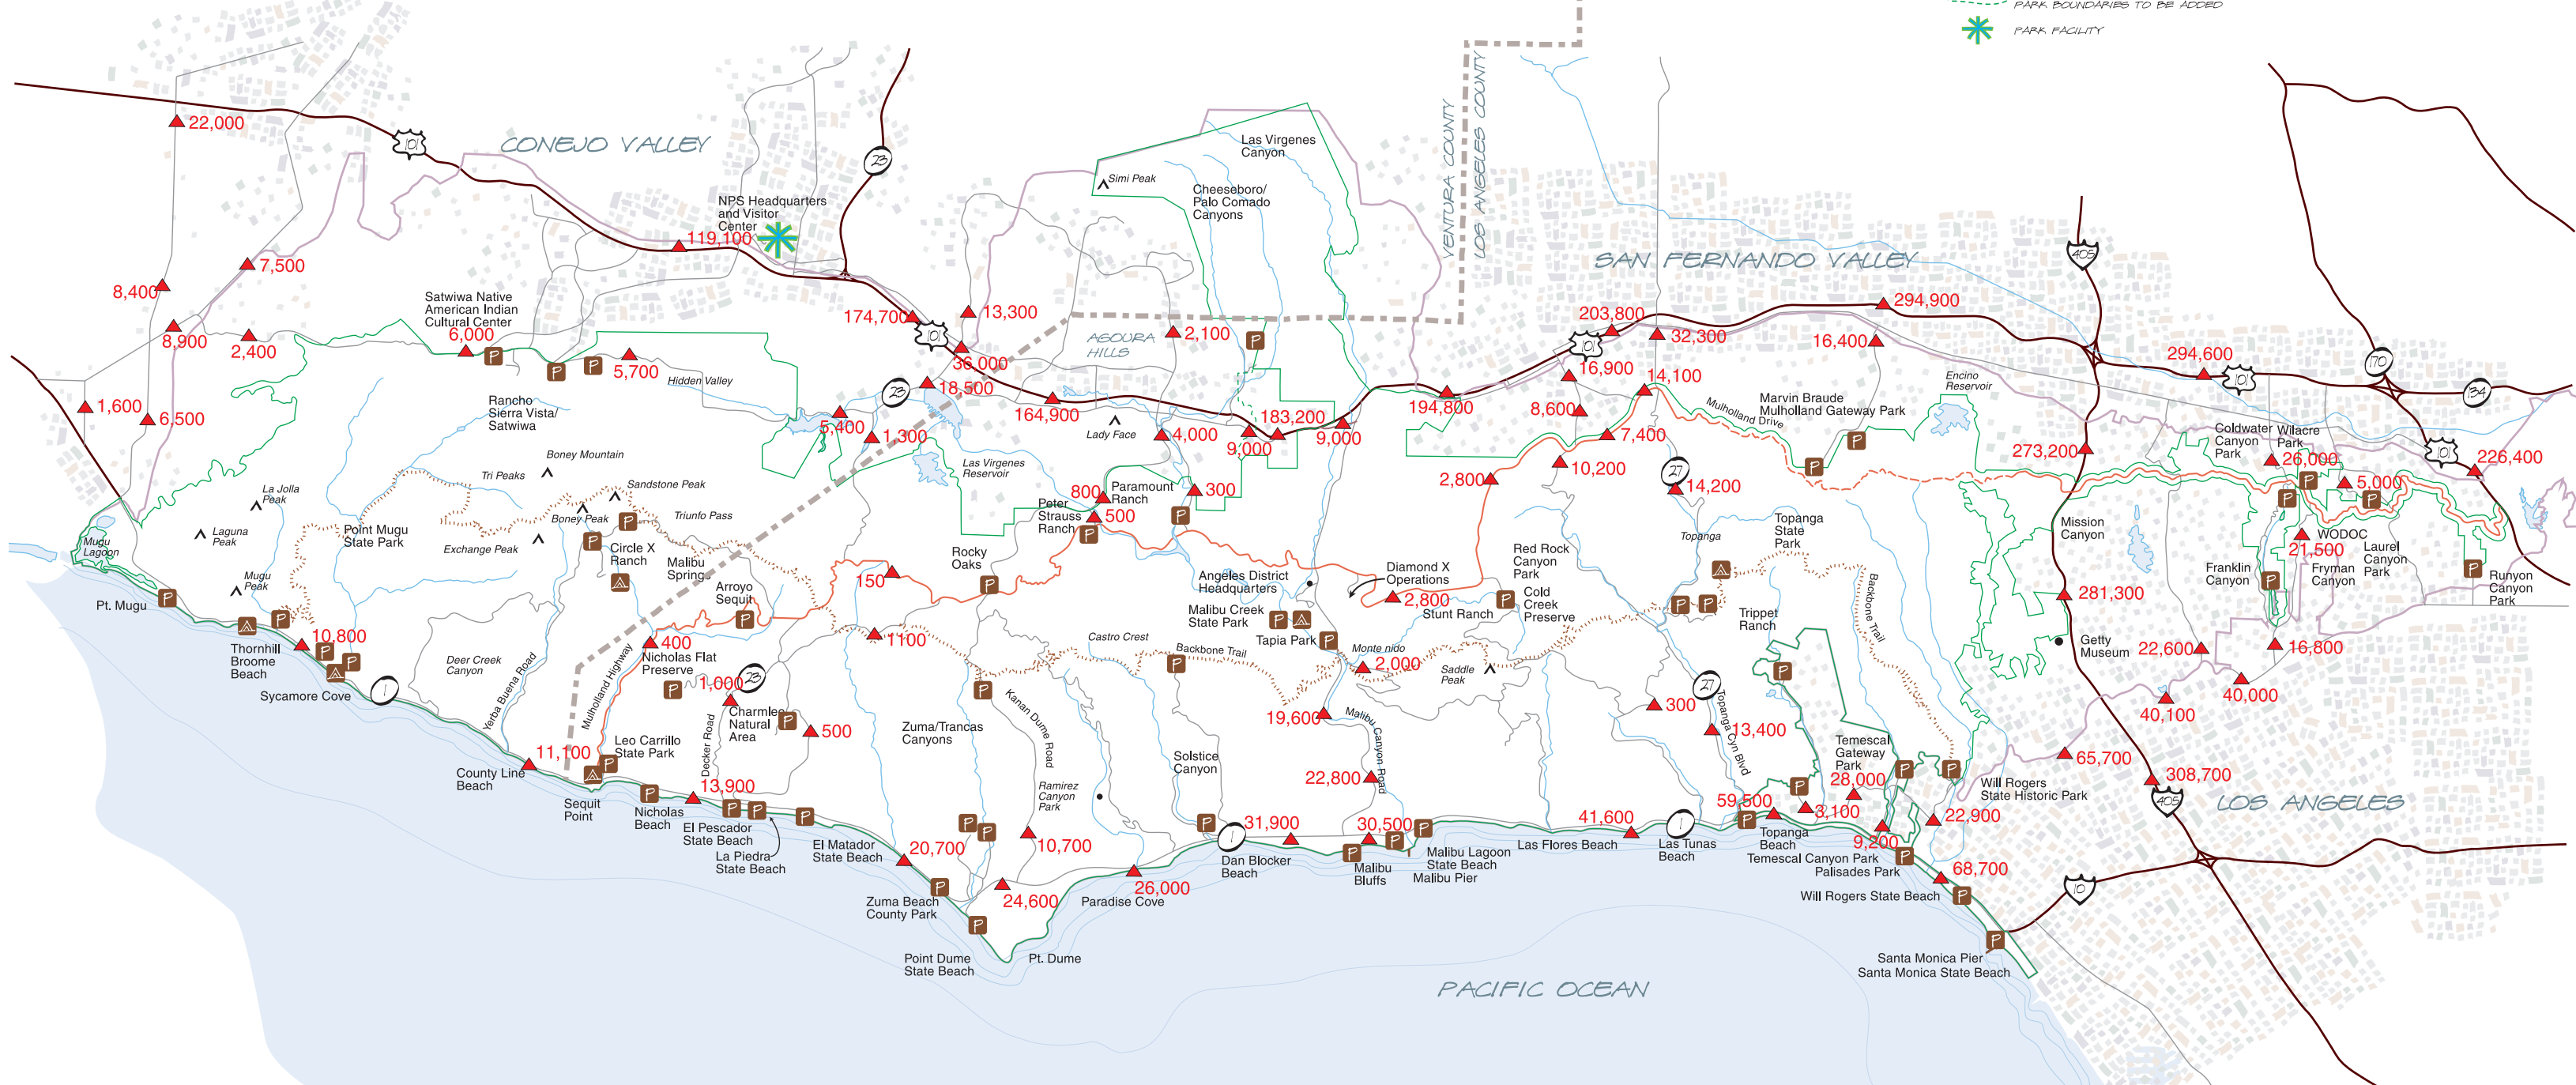 PARK BOUNDARIES TO BE ADDED
PARK FACILITY
CONEJO VALLEY
101
22,000
23
VENTURA COUNTY
LOS ANGELES COUNTY
Las Virgenes
Canyon
Simi Peak
Cheeseboro/
Palo Comado
Canyons
NPS Headquarters
and Visitor
Center
119,100
7,500
8,400
8,900
2,400
Satwiwa Native
American Indian
Cultural Center
6,000
5,700
Hidden Valley
174,700
101
13,300
36,000
18,500
23
AGOURA
HILLS
2,100
164,900
Lady Face
4,000
9,000
183,200
9,000
194,800
SAN FERNANDO VALLEY
203,800
101
32,300
294,900
16,400
16,900
14,100
8,600
7,400
10,200
2,800
Mulholland Drive
Marvin Braude
Mulholland Gateway Park
Encino
Reservoir
405
294,600
101
170
134
101
226,400
273,200
Coldwater
Canyon
Park
Wilacre
Park
26,000
5,000
1,600
6,500
Rancho
Sierra Vista/
Satwiwa
5,400
1,300
Las Virgenes
Reservoir
Boney Mountain
Tri Peaks
Sandstone Peak
La Jolla
Peak
Laguna
Peak
Mugu
Lagoon
Mugu
Peak
Point Mugu
State Park
Boney Peak
Exchange Peak
Triunfo Pass
Circle X
Ranch
Malibu
Springs
Arroyo
Sequit
800
Paramount
Ranch
Peter
Strauss
Ranch
500
300
Rocky
Oaks
150
1100
27
14,200
Topanga
Topanga
State
Park
Red Rock
Canyon
Park
Mission
Canyon
WODOC
21,500
Laurel
Canyon
Park
Franklin
Canyon
Fryman
Canyon
Runyon
Canyon
Park
281,300
Getty
Museum
22,600
16,800
40,000
40,100
Pt. Mugu
Thornhill
Broome
Beach
10,800
Sycamore Cove
1
Deer Creek
Canyon
Yerba Buena Road
Mulholland Highway
400
Nicholas Flat
Preserve
1,000
23
Charmlee
Natural
Area
Decker Road
500
Angeles District
Headquarters
Malibu Creek
State Park
Tapia Park
Diamond X
Operations
2,800
Stunt Ranch
Cold
Creek
Preserve
Castro Crest
Backbone Trail
Monte nido
2,000
Saddle
Peak
Trippet
Ranch
Backbone Trail
27
300
13,400
Topanga Cyn Blvd
19,600
Malibu Canyon Road
22,800
Kanan Dume Road
Zuma/Trancas
Canyons
Ramirez
Canyon
Park
Solstice
Canyon
11,100
County Line
Beach
Leo Carrillo
State Park
Sequit
Point
Nicholas
Beach
13,900
El Pescador
State Beach
La Piedra
State Beach
El Matador
State Beach
20,700
Zuma Beach
County Park
10,700
24,600
Point Dume
State Beach
Pt. Dume
26,000
Paradise Cove
1
Dan Blocker
Beach
31,900
30,500
Malibu
Bluffs
Malibu Lagoon
State Beach
Malibu Pier
41,600
Las Flores Beach
1
Las Tunas
Beach
59,500
Topanga
Beach
3,100
Temescal
Gateway
Park
28,000
9,200
Temescal Canyon Park
Palisades Park
22,900
Will Rogers
State Historic Park
68,700
Will Rogers State Beach
65,700
308,700
405
LOS ANGELES
10
Santa Monica Pier
Santa Monica State Beach
PACIFIC OCEAN